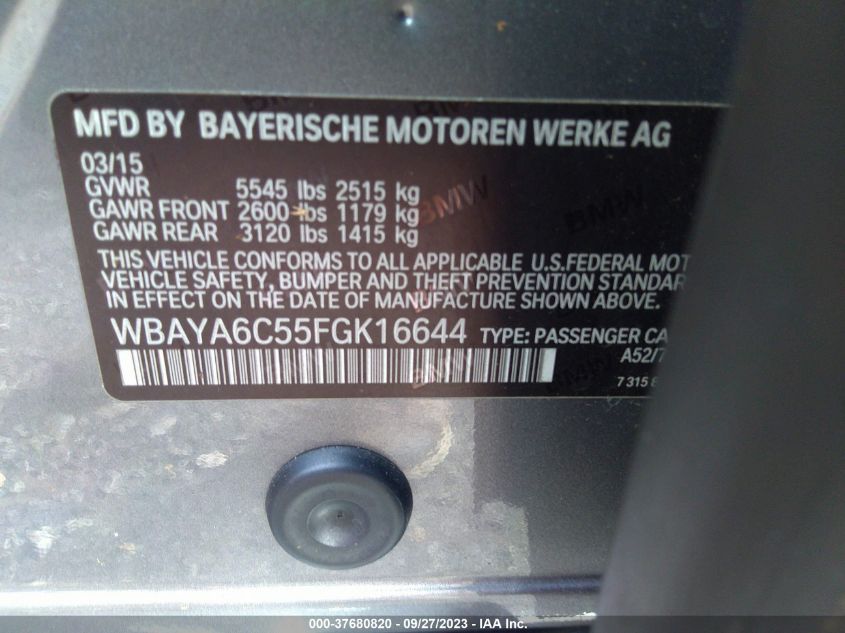 MFD BY BAYERISCHE MOTOREN WERKE AG
03/15
GVWR 5545 lbs 2515 kg
GAWR FRONT 2600 lbs 1179 kg
GAWR REAR 3120 lbs 1415 kg
THIS VEHICLE CONFORMS TO ALL APPLICABLE U.S.FEDERAL MOT
VEHICLE SAFETY, BUMPER AND THEFT PREVENTION STANDAR
IN EFFECT ON THE DATE OF MANUFACTURE SHOWN ABOVE.
WBAYA6C55FGK16644 TYPE: PASSENGER CA
A52/7
7 315 8
BMW
BMW
000-37680820 - 09/27/2023 - IAA Inc.